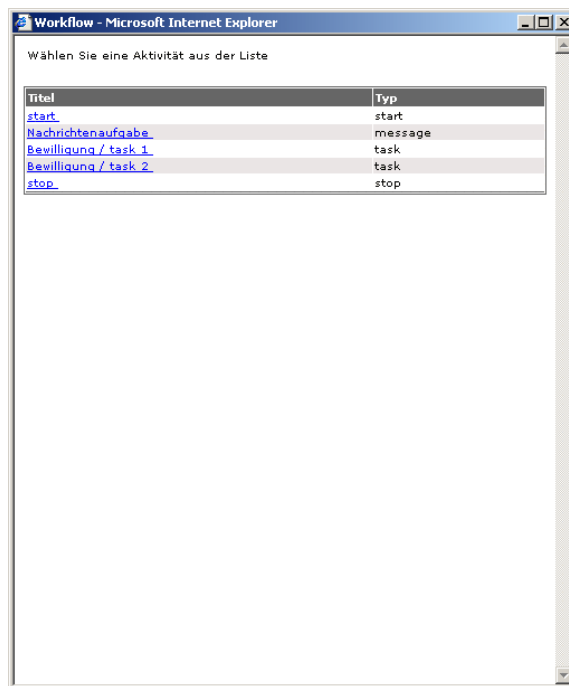 Workflow - Microsoft Internet Explorer
Wählen Sie eine Aktivität aus der Liste
Titel Typ
start start
Nachrichtenaufgabe message
Bewilligung / task 1 task
Bewilligung / task 2 task
stop stop